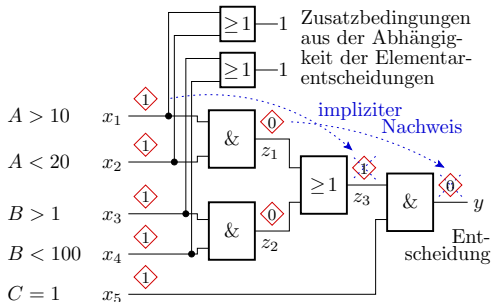 ≥1 1 Zusatzbedingungen
aus der Abhängig-
≥1 1 keit der Elementar-
entscheidungen
1 impliziter
A > 10 x₁ & 0 Nachweis
1
A < 20 x₂ z₁ 1 0
≥1 z₃ & y
1
B > 1 x₃ & 0
1 Ent-
B < 100 x₄ z₂ scheidung
1
C = 1 x₅